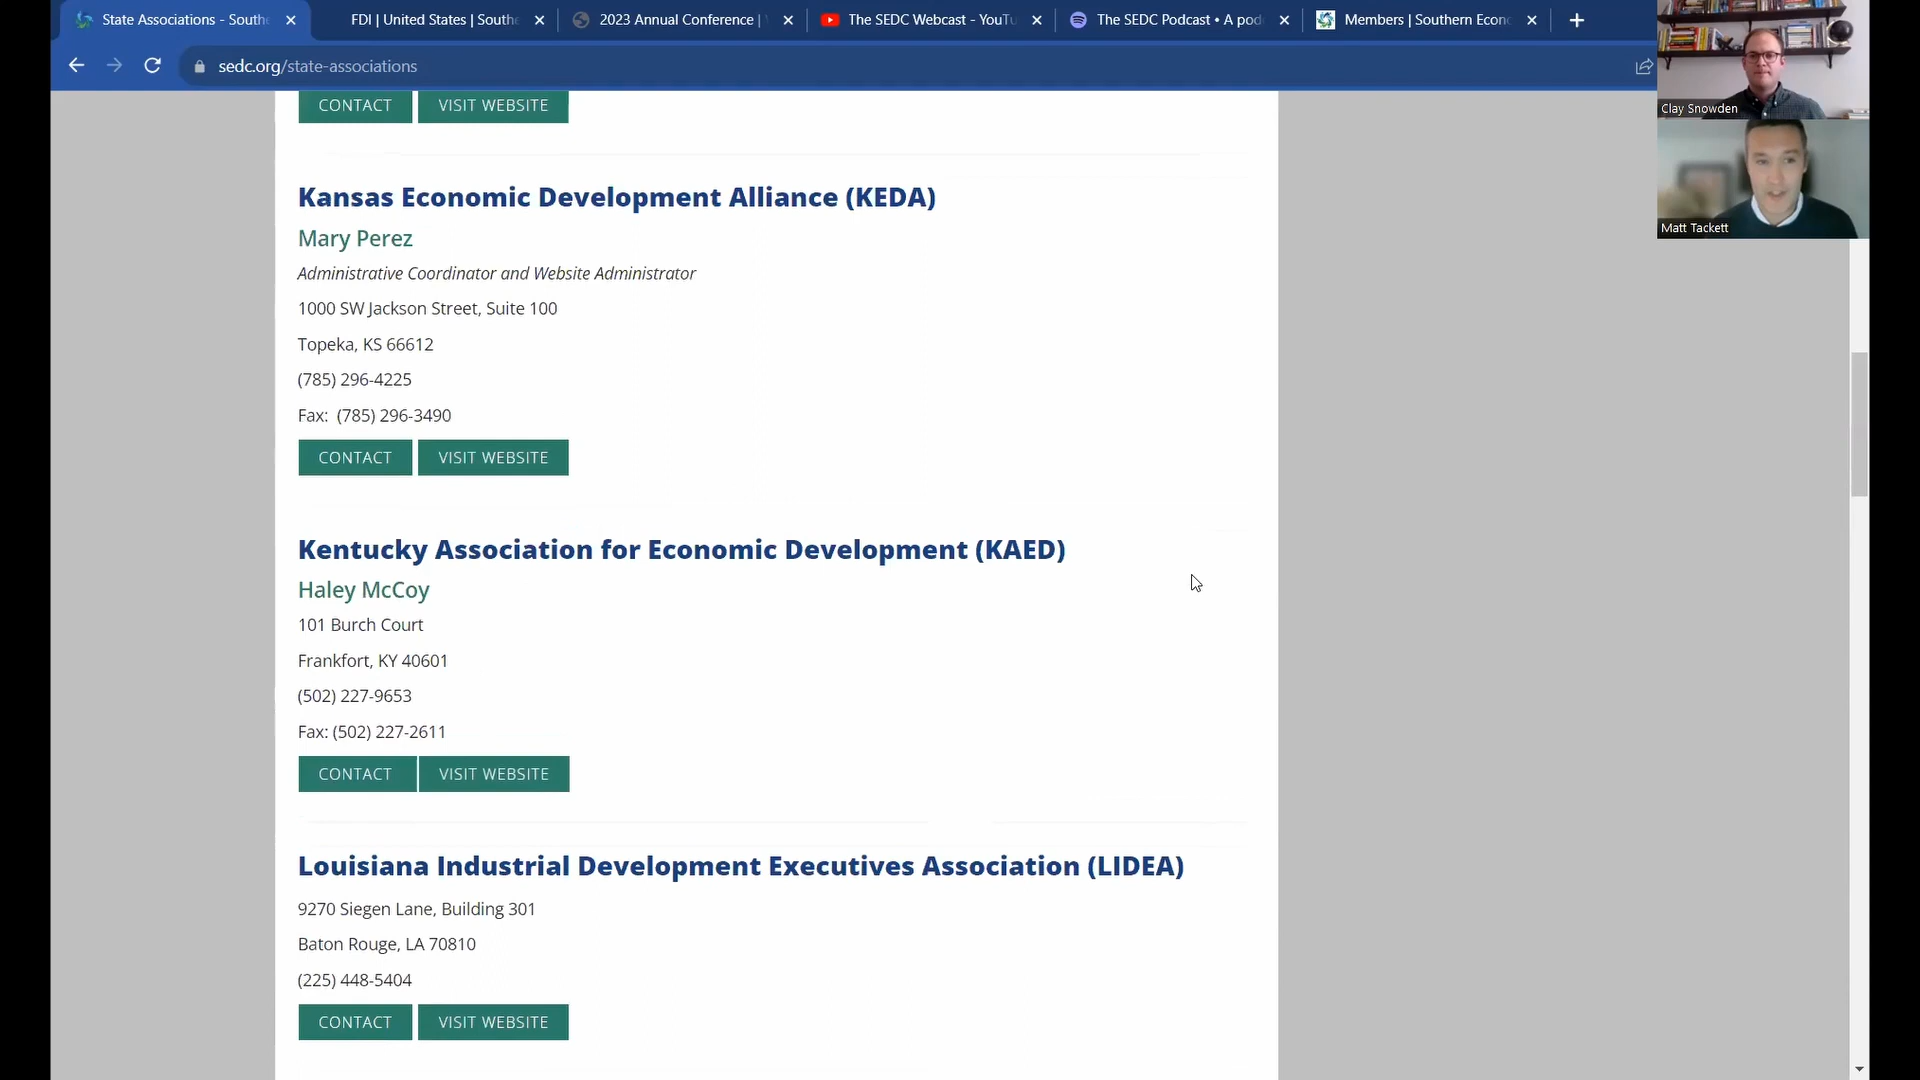 State Associations - Southe
FDI | United States | Southe
2023 Annual Conference |
The SEDC Webcast - YouTu
The SEDC Podcast • A pod
Members | Southern Econo
sedc.org/state-associations
Clay Snowden
Matt Tackett
CONTACT VISIT WEBSITE
Kansas Economic Development Alliance (KEDA)
Mary Perez
Administrative Coordinator and Website Administrator
1000 SW Jackson Street, Suite 100
Topeka, KS 66612
(785) 296-4225
Fax: (785) 296-3490
CONTACT VISIT WEBSITE
Kentucky Association for Economic Development (KAED)
Haley McCoy
101 Burch Court
Frankfort, KY 40601
(502) 227-9653
Fax: (502) 227-2611
CONTACT VISIT WEBSITE
Louisiana Industrial Development Executives Association (LIDEA)
9270 Siegen Lane, Building 301
Baton Rouge, LA 70810
(225) 448-5404
CONTACT VISIT WEBSITE